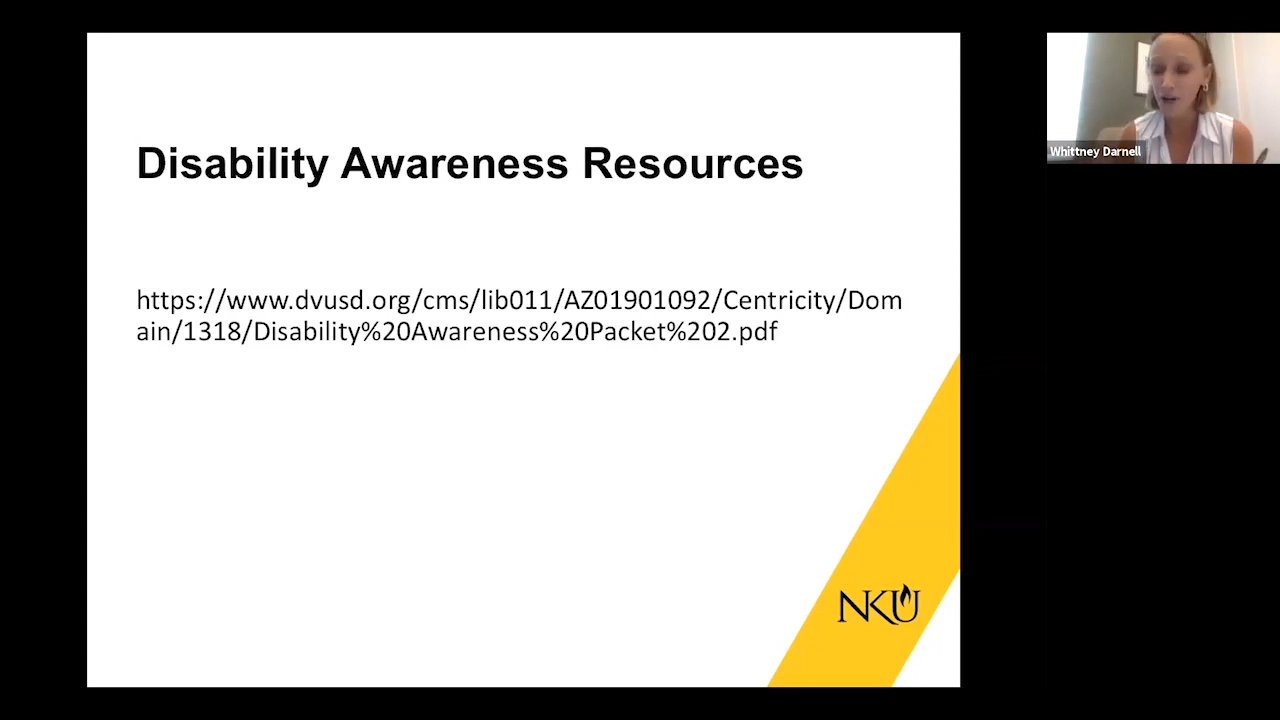 Disability Awareness Resources
https://www.dvusd.org/cms/lib011/AZ01901092/Centricity/Dom
ain/1318/Disability%20Awareness%20Packet%202.pdf
NKU
Whittney Darnell